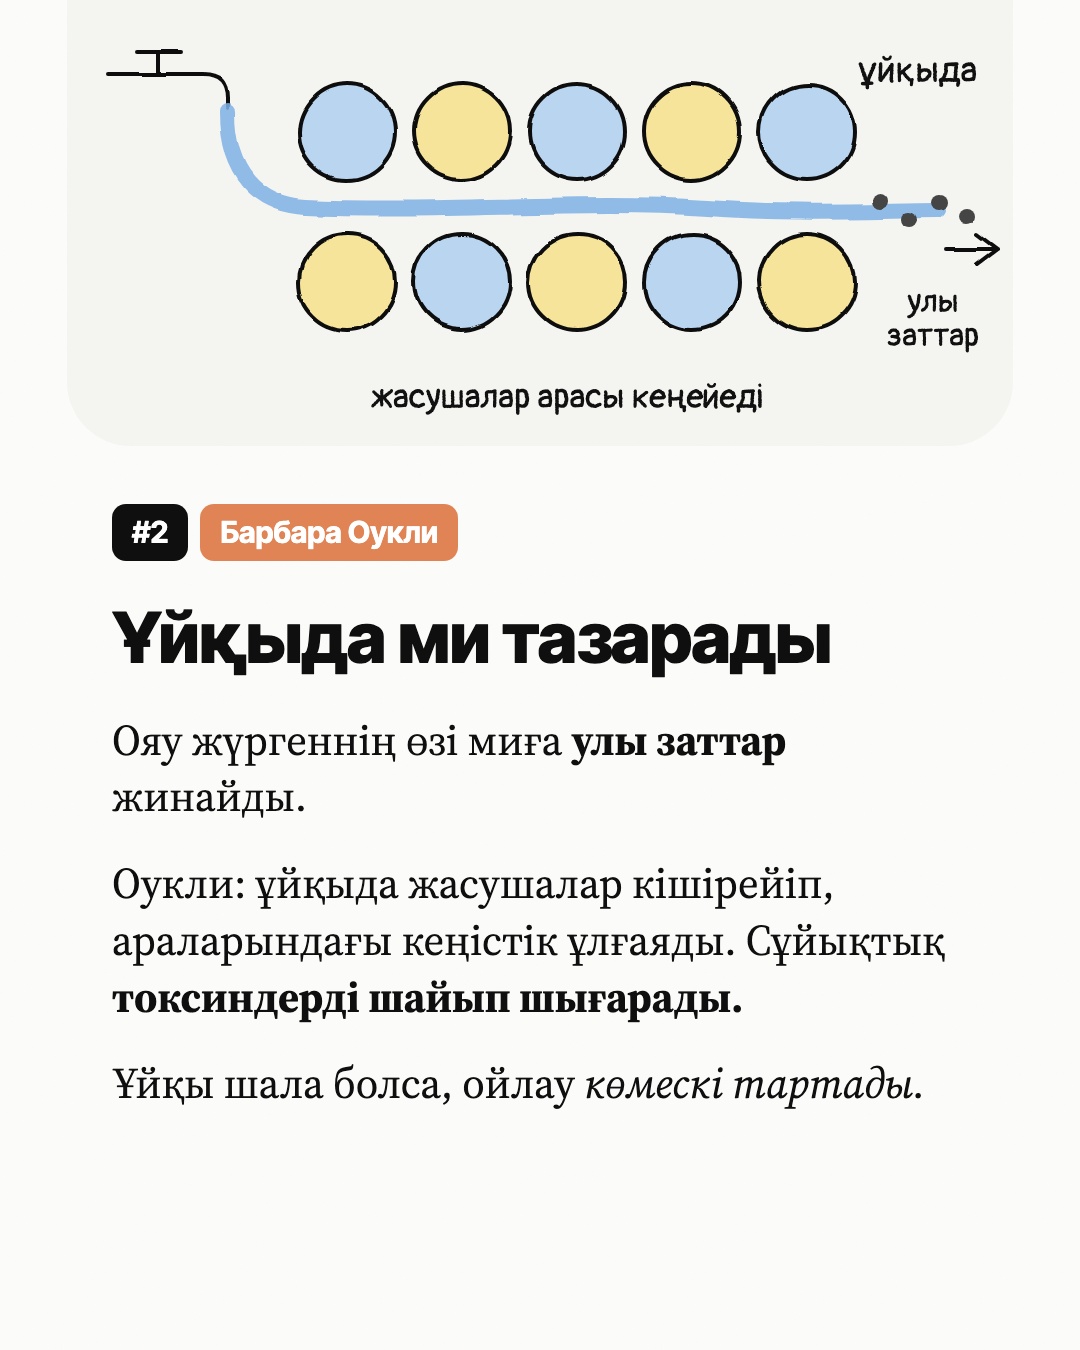 ұйқыда
улы
заттар
жасушалар арасы кеңейеді
#2 Барбара Оукли
Ұйқыда ми тазарады
Ояу жүргеннің өзі миға улы заттар
жинайды.
Оукли: ұйқыда жасушалар кішірейіп,
араларындағы кеңістік ұлғаяды. Сұйықтық
токсиндерді шайып шығарады.
Ұйқы шала болса, ойлау көмескі тартады.